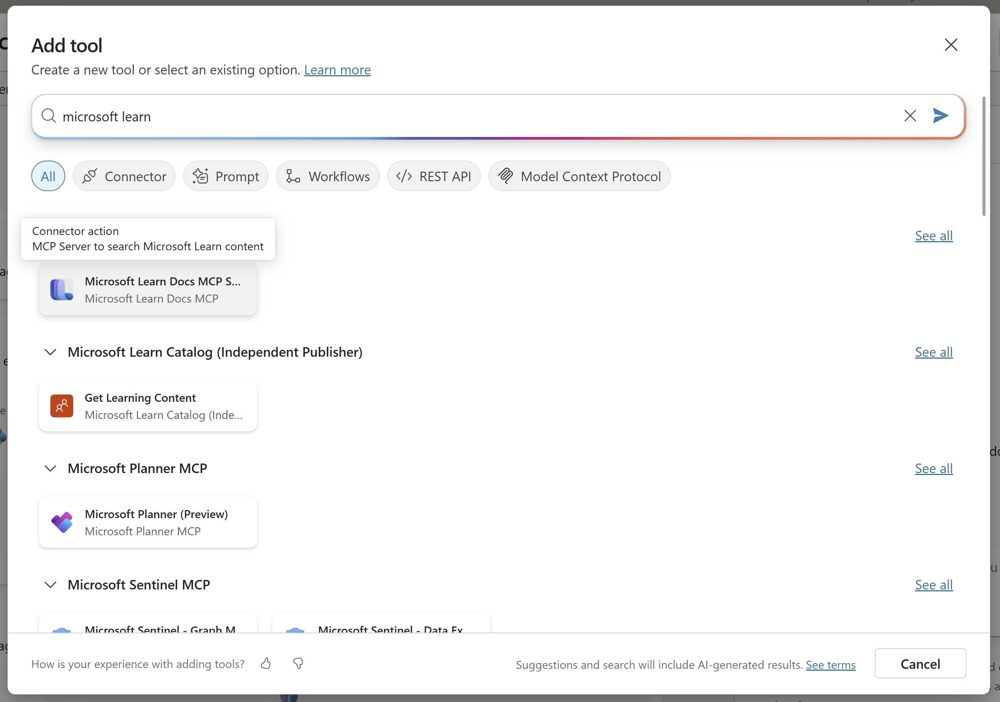 Add tool
Create a new tool or select an existing option. Learn more
microsoft learn
All
Connector
Prompt
Workflows
REST API
Model Context Protocol
Connector action
MCP Server to search Microsoft Learn content
See all
Microsoft Learn Docs MCP S...
Microsoft Learn Docs MCP
Microsoft Learn Catalog (Independent Publisher)
See all
Get Learning Content
Microsoft Learn Catalog (Inde...
Microsoft Planner MCP
See all
Microsoft Planner (Preview)
Microsoft Planner MCP
Microsoft Sentinel MCP
See all
Microsoft Sentinel - Graph M
Microsoft Sentinel - Data Ex
How is your experience with adding tools?
Suggestions and search will include AI-generated results. See terms
Cancel